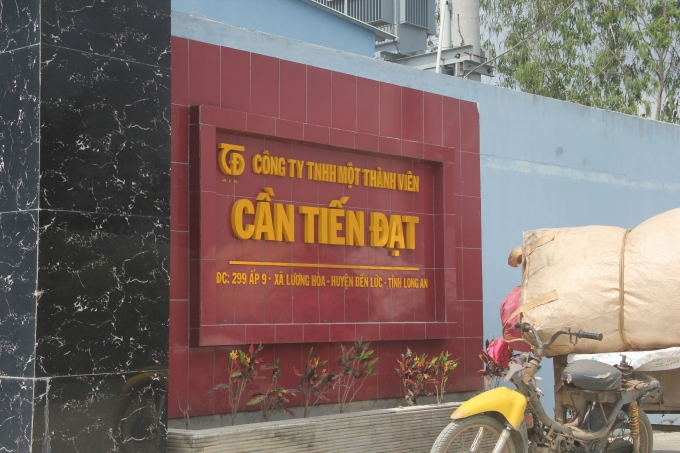 TĐ CÔNG TY TNHH MỘT THÀNH VIÊN
CẦN TIẾN ĐẠT
ĐC: 299 ẤP 9 - XÃ LƯƠNG HÒA - HUYỆN BẾN LỨC - TỈNH LONG AN